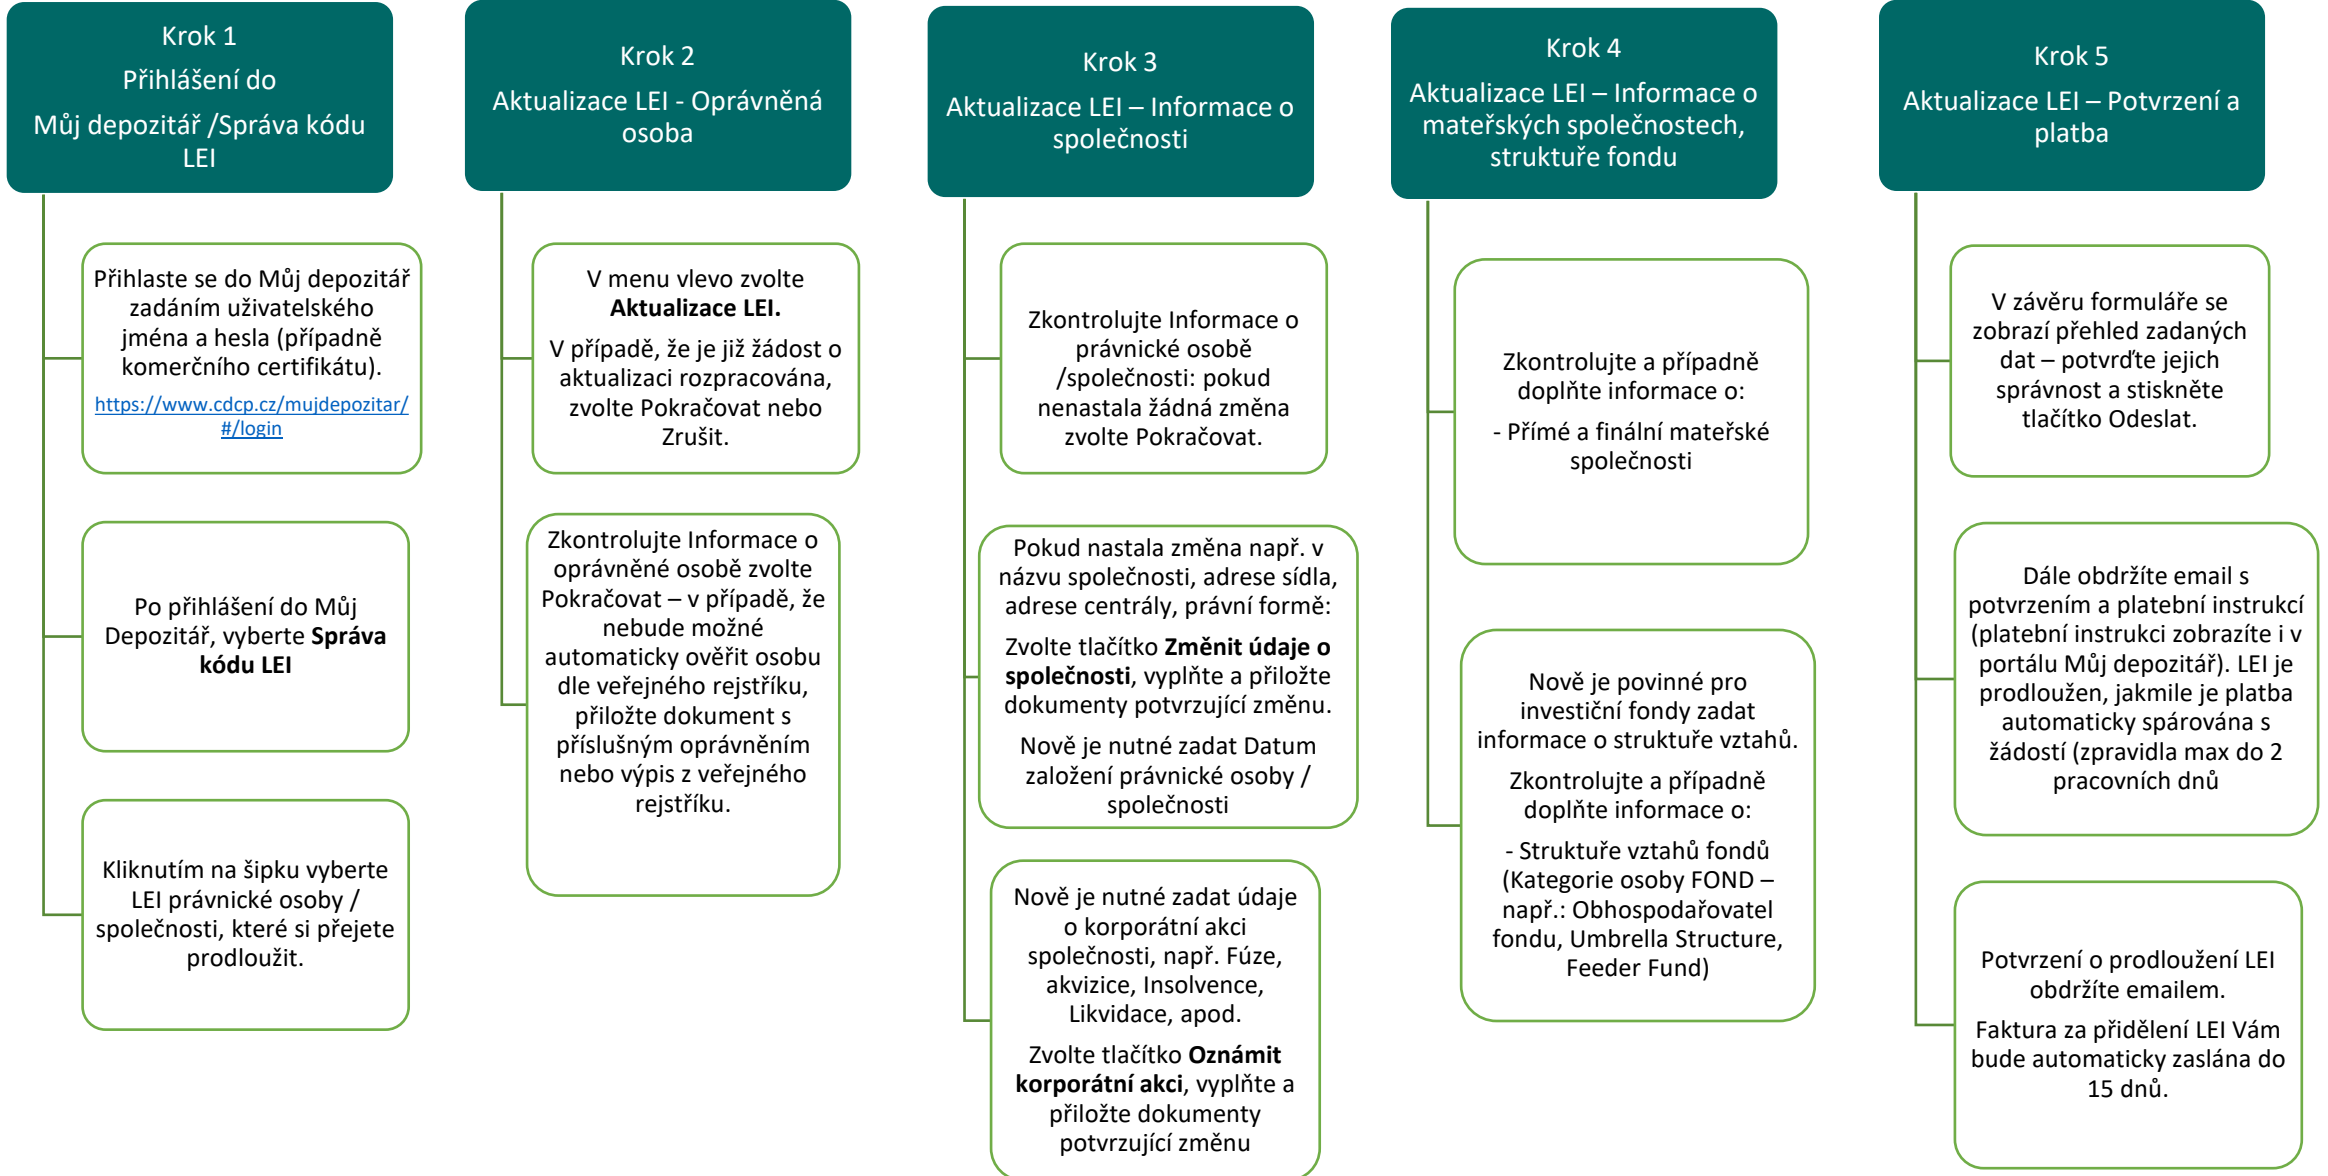 Krok 1
Přihlášení do
Můj depozitář /Správa kódu
LEI
Přihlaste se do Můj depozitář
zadáním uživatelského
jména a hesla (případně
komerčního certifikátu).
https://www.cdcp.cz/mujdepozitar/
#/login
Po přihlášení do Můj
Depozitář, vyberte Správa
kódu LEI
Kliknutím na šipku vyberte
LEI právnické osoby /
společnosti, které si přejete
prodloužit.
Krok 2
Aktualizace LEI - Oprávněná
osoba
V menu vlevo zvolte
Aktualizace LEI.
V případě, že je již žádost o
aktualizaci rozpracována,
zvolte Pokračovat nebo
Zrušit.
Zkontrolujte Informace o
oprávněné osobě zvolte
Pokračovat – v případě, že
nebude možné
automaticky ověřit osobu
dle veřejného rejstříku,
přiložte dokument s
příslušným oprávněním
nebo výpis z veřejného
rejstříku.
Krok 3
Aktualizace LEI – Informace o
společnosti
Zkontrolujte Informace o
právnické osobě
/společnosti: pokud
nenastala žádná změna
zvolte Pokračovat.
Pokud nastala změna např. v
názvu společnosti, adrese sídla,
adrese centrály, právní formě:
Zvolte tlačítko Změnit údaje o
společnosti, vyplňte a přiložte
dokumenty potvrzující změnu.
Nově je nutné zadat Datum
založení právnické osoby /
společnosti
Nově je nutné zadat údaje
o korporátní akci
společnosti, např. Fúze,
akvizice, Insolvence,
Likvidace, apod.
Zvolte tlačítko Oznámit
korporátní akci, vyplňte a
přiložte dokumenty
potvrzující změnu
Krok 4
Aktualizace LEI – Informace o
mateřských společnostech,
struktuře fondu
Zkontrolujte a případně
doplňte informace o:
- Přímé a finální mateřské
společnosti
Nově je povinné pro
investiční fondy zadat
informace o struktuře vztahů.
Zkontrolujte a případně
doplňte informace o:
- Struktuře vztahů fondů
(Kategorie osoby FOND –
např.: Obhospodařovatel
fondu, Umbrella Structure,
Feeder Fund)
Krok 5
Aktualizace LEI – Potvrzení a
platba
V závěru formuláře se
zobrazí přehled zadaných
dat – potvrďte jejich
správnost a stiskněte
tlačítko Odeslat.
Dále obdržíte email s
potvrzením a platební instrukcí
(platební instrukci zobrazíte i v
portálu Můj depozitář). LEI je
prodloužen, jakmile je platba
automaticky spárována s
žádostí (zpravidla max do 2
pracovních dnů
Potvrzení o prodloužení LEI
obdržíte emailem.
Faktura za přidělení LEI Vám
bude automaticky zaslána do
15 dnů.